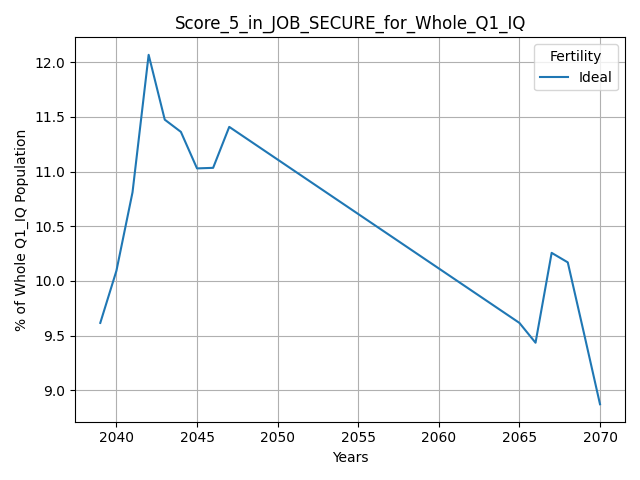 Score_5_in_JOB_SECURE_for_Whole_Q1_IQ
Fertility
Ideal
12.0
11.5
11.0
10.5
10.0
9.5
9.0
% of Whole Q1_IQ Population
2040 2045 2050 2055 2060 2065 2070
Years